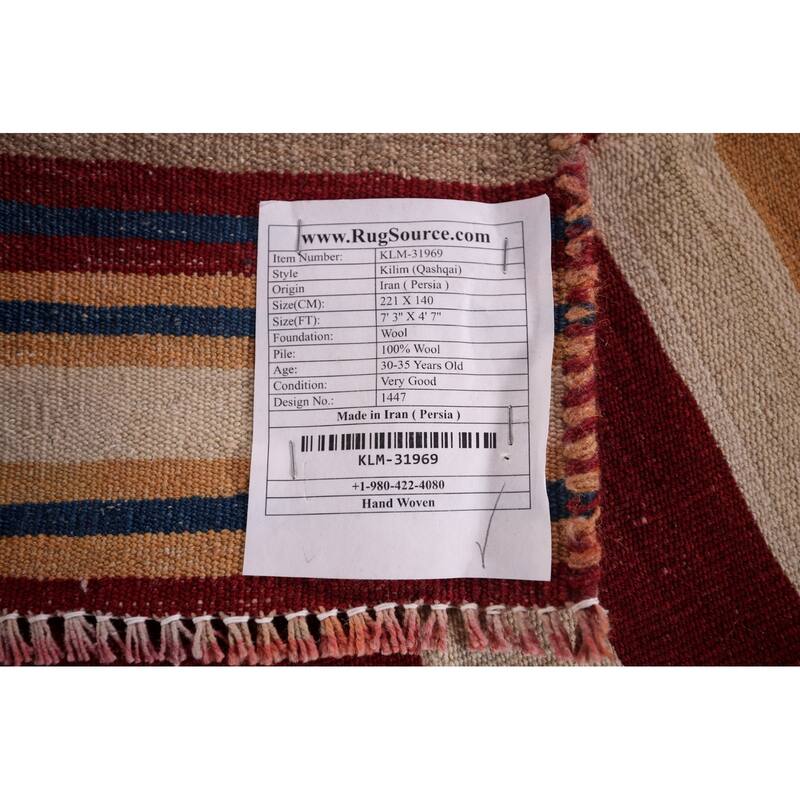 www.RugSource.com
Item Number: KLM-31969
Style Kilim (Qashqai)
Origin Iran ( Persia )
Size(CM): 221 X 140
Size(FT): 7' 3" X 4' 7"
Foundation: Wool
Pile: 100% Wool
Age: 30-35 Years Old
Condition: Very Good
Design No.: 1447
Made in Iran ( Persia )
KLM-31969
+1-980-422-4080
Hand Woven